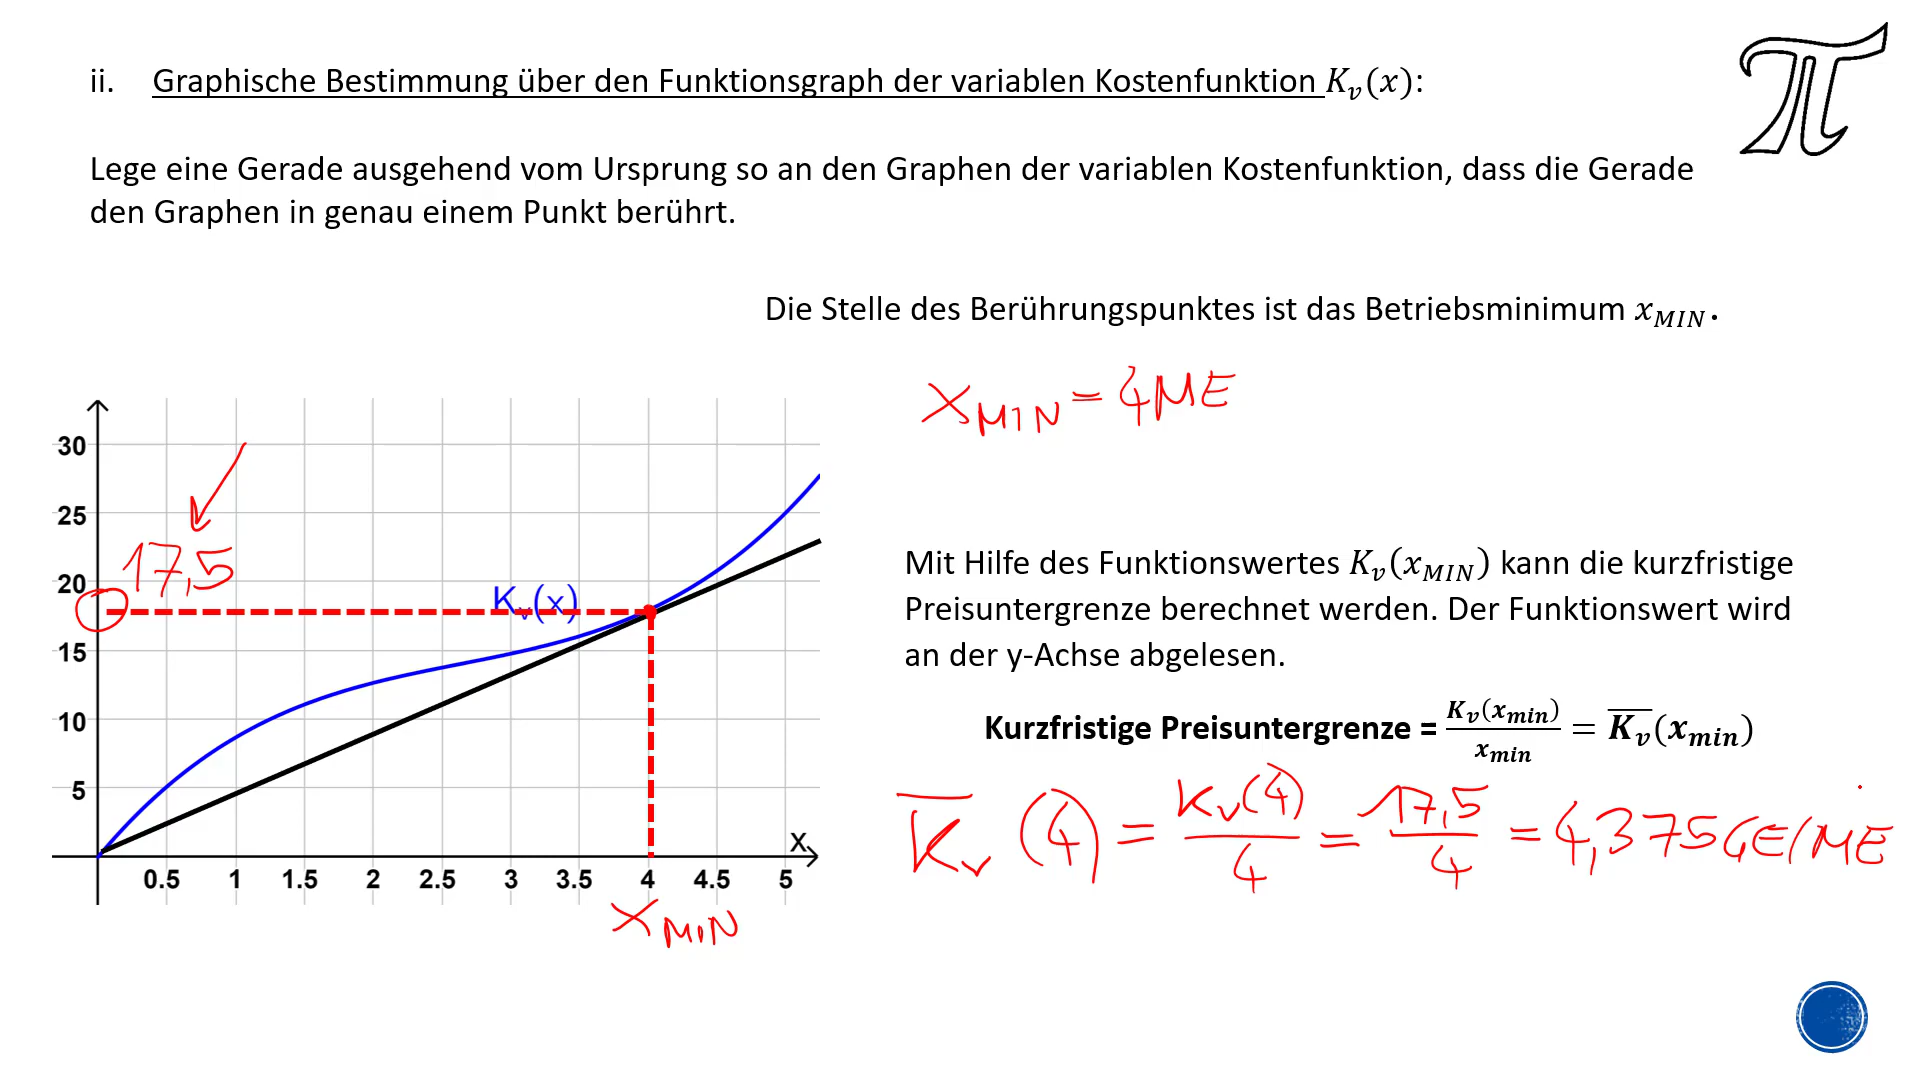 ii. Graphische Bestimmung über den Funktionsgraph der variablen Kostenfunktion K_v(x):
π
Lege eine Gerade ausgehend vom Ursprung so an den Graphen der variablen Kostenfunktion, dass die Gerade
den Graphen in genau einem Punkt berührt.
Die Stelle des Berührungspunktes ist das Betriebsminimum x_MIN.
x_MIN = 4 ME
30
25
20
15
10
5
17,5
K_v(x)
x
0.5 1 1.5 2 2.5 3 3.5 4 4.5 5
x_MIN
Mit Hilfe des Funktionswertes K_v(x_MIN) kann die kurzfristige
Preisuntergrenze berechnet werden. Der Funktionswert wird
an der y-Achse abgelesen.
Kurzfristige Preisuntergrenze = K_v(x_min)/x_min = K̅_v(x_min)
K̅_v(4) = K_v(4)/4 = 17,5/4 = 4,375 GE/ME